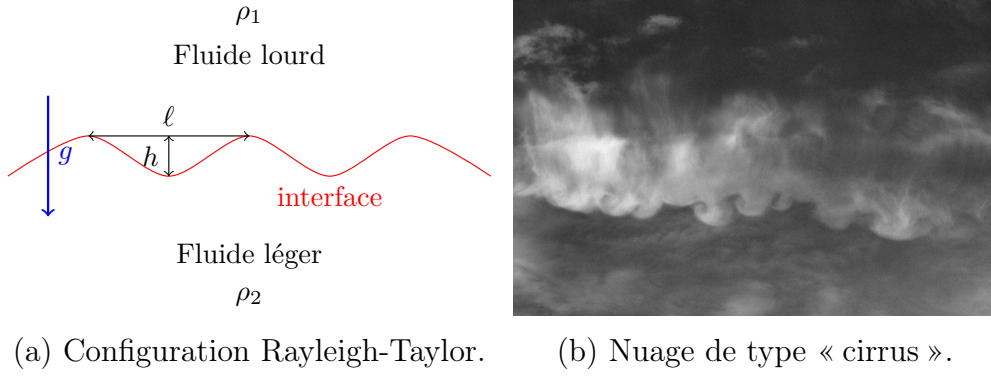 ρ₁
Fluide lourd
ℓ
h
g
interface
Fluide léger
ρ₂
(a) Configuration Rayleigh-Taylor.
(b) Nuage de type « cirrus ».